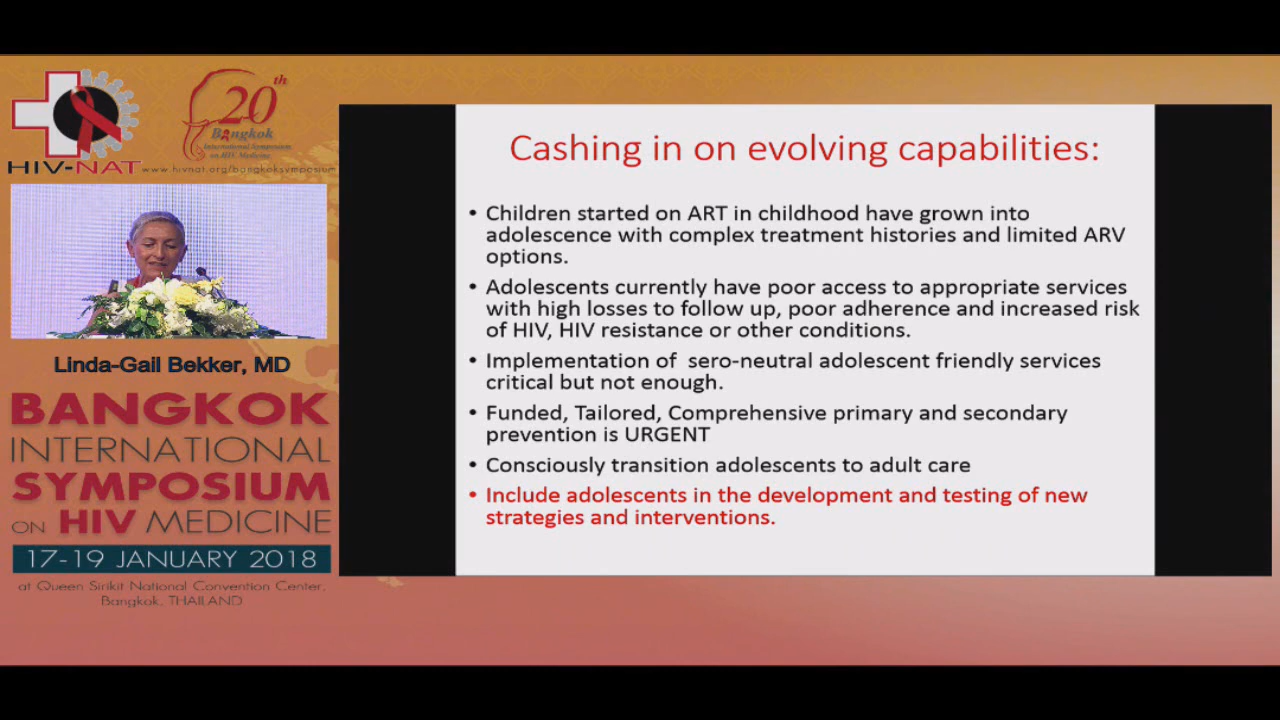 HIV-NAT
20th
Bangkok
International Symposium
on HIV Medicine
www.hivnat.org/bangkoksymposium
Linda-Gail Bekker, MD
BANGKOK
INTERNATIONAL
SYMPOSIUM
ON HIV MEDICINE
17-19 JANUARY 2018
at Queen Sirikit National Convention Center,
Bangkok, THAILAND
Cashing in on evolving capabilities:
• Children started on ART in childhood have grown into
adolescence with complex treatment histories and limited ARV
options.
• Adolescents currently have poor access to appropriate services
with high losses to follow up, poor adherence and increased risk
of HIV, HIV resistance or other conditions.
• Implementation of sero-neutral adolescent friendly services
critical but not enough.
• Funded, Tailored, Comprehensive primary and secondary
prevention is URGENT
• Consciously transition adolescents to adult care
• Include adolescents in the development and testing of new
strategies and interventions.